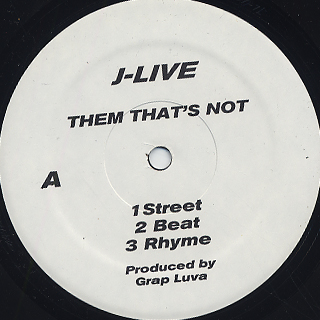 J-LIVE
THEM THAT'S NOT
A
1 Street
2 Beat
3 Rhyme
Produced by
Grap Luva